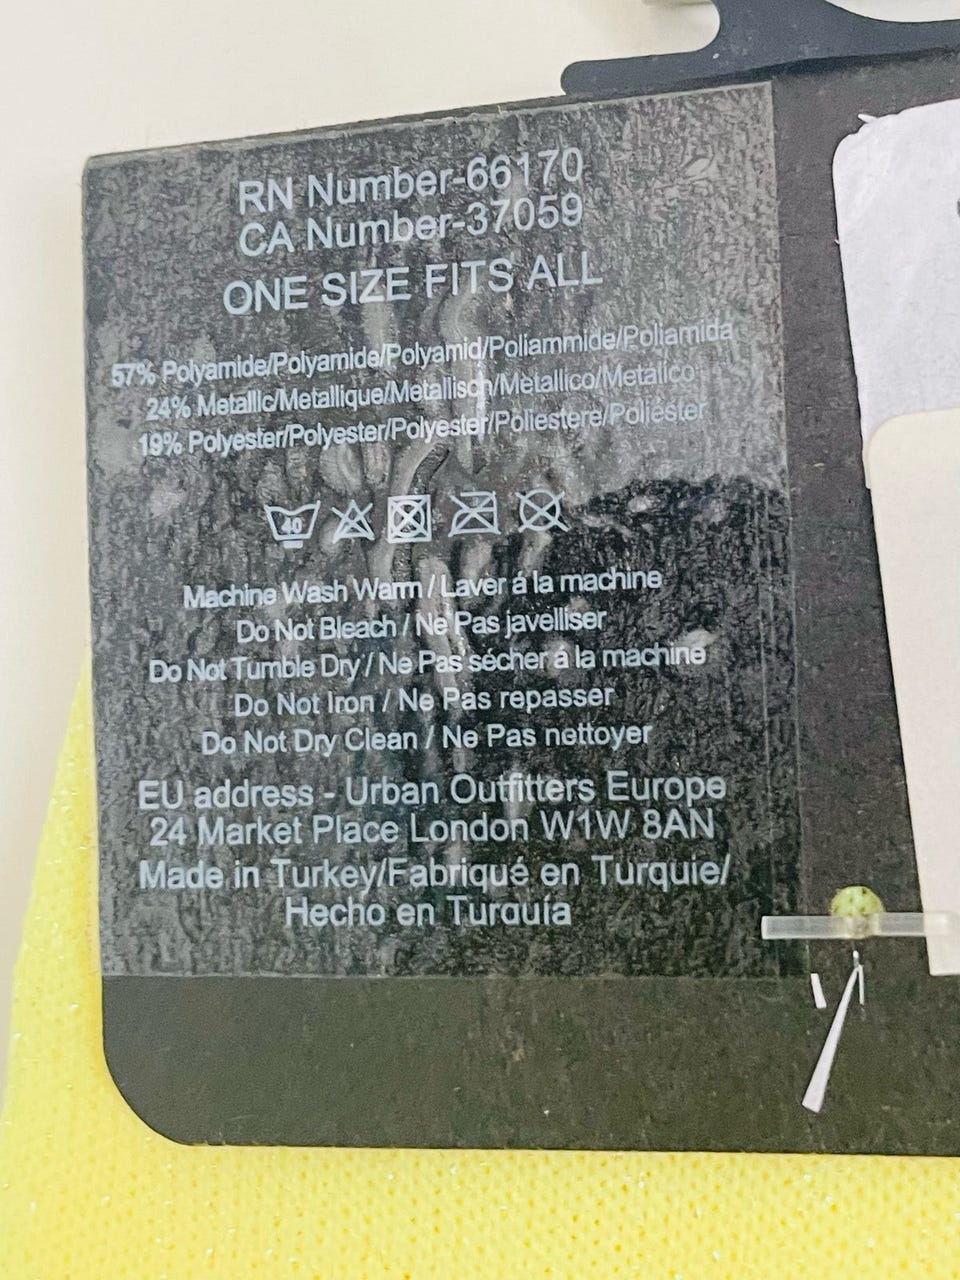 RN Number-66170
CA Number-37059
ONE SIZE FITS ALL
57% Polyamide/Polyamide/Polyamid/Poliammide/Poliamida
24% Metallic/Metallique/Metallisch/Metallico/Metálico
19% Polyester/Polyester/Polyester/Poliestere/Poliéster
40
Machine Wash Warm / Laver á la machine
Do Not Bleach / Ne Pas javelliser
Do Not Tumble Dry / Ne Pas sécher á la machine
Do Not Iron / Ne Pas repasser
Do Not Dry Clean / Ne Pas nettoyer
EU address - Urban Outfitters Europe
24 Market Place London W1W 8AN
Made in Turkey/Fabriqué en Turquie/
Hecho en Turquía